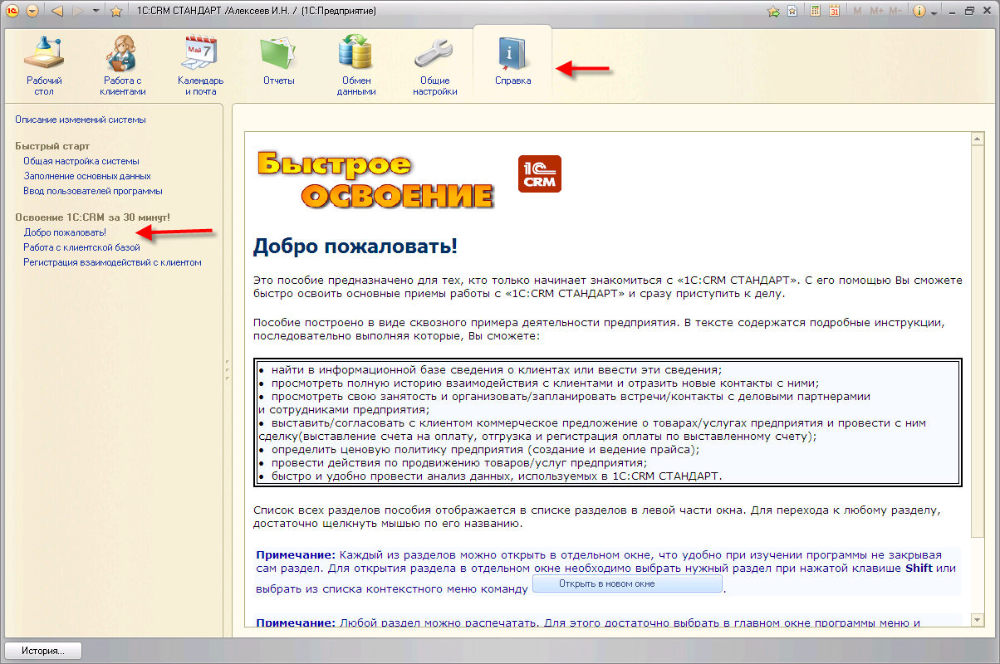 1С:CRM СТАНДАРТ /Алексеев И.Н. / (1С:Предприятие)
M M+ M-
31
Май 7
Рабочий
стол
Работа с
клиентами
Календарь
и почта
Отчеты
Обмен
данными
Общие
настройки
Справка
Описание изменений системы
Быстрый старт
Общая настройка системы
Заполнение основных данных
Ввод пользователей программы
Освоение 1С:CRM за 30 минут!
Добро пожаловать!
Работа с клиентской базой
Регистрация взаимодействий с клиентом
Быстрое
ОСВОЕНИЕ
1С
CRM
Добро пожаловать!
Это пособие предназначено для тех, кто только начинает знакомиться с «1С:CRM СТАНДАРТ». С его помощью Вы сможете
быстро освоить основные приемы работы с «1С:CRM СТАНДАРТ» и сразу приступить к делу.
Пособие построено в виде сквозного примера деятельности предприятия. В тексте содержатся подробные инструкции,
последовательно выполняя которые, Вы сможете:
• найти в информационной базе сведения о клиентах или ввести эти сведения;
• просмотреть полную историю взаимодействия с клиентами и отразить новые контакты с ними;
• просмотреть свою занятость и организовать/запланировать встречи/контакты с деловыми партнерами
и сотрудниками предприятия;
• выставить/согласовать с клиентом коммерческое предложение о товарах/услугах предприятия и провести с ним
сделку(выставление счета на оплату, отгрузка и регистрация оплаты по выставленному счету);
• определить ценовую политику предприятия (создание и ведение прайса);
• провести действия по продвижению товаров/услуг предприятия;
• быстро и удобно провести анализ данных, используемых в 1С:CRM СТАНДАРТ.
Список всех разделов пособия отображается в списке разделов в левой части окна. Для перехода к любому разделу,
достаточно щелкнуть мышью по его названию.
Примечание: Каждый из разделов можно открыть в отдельном окне, что удобно при изучении программы не закрывая
сам раздел. Для открытия раздела в отдельном окне необходимо выбрать нужный раздел при нажатой клавише Shift или
выбрать из списка контекстного меню команду Открыть в новом окне .
Примечание: Любой раздел можно распечатать. Для этого достаточно выбрать в главном окне программы меню и
История...